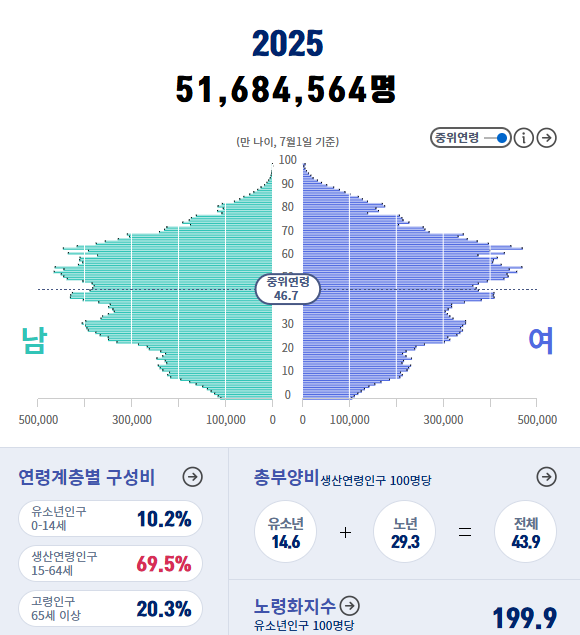 2025
51,684,564명
중위연령
(만 나이, 7월1일 기준)
100
90
80
70
60
중위연령
46.7
30
20
10
0
남
여
500,000 300,000 100,000 0 0 100,000 300,000 500,000
연령계층별 구성비
유소년인구
0-14세
10.2%
생산연령인구
15-64세
69.5%
고령인구
65세 이상
20.3%
총부양비 생산연령인구 100명당
유소년
14.6
+
노년
29.3
=
전체
43.9
노령화지수
유소년인구 100명당
199.9